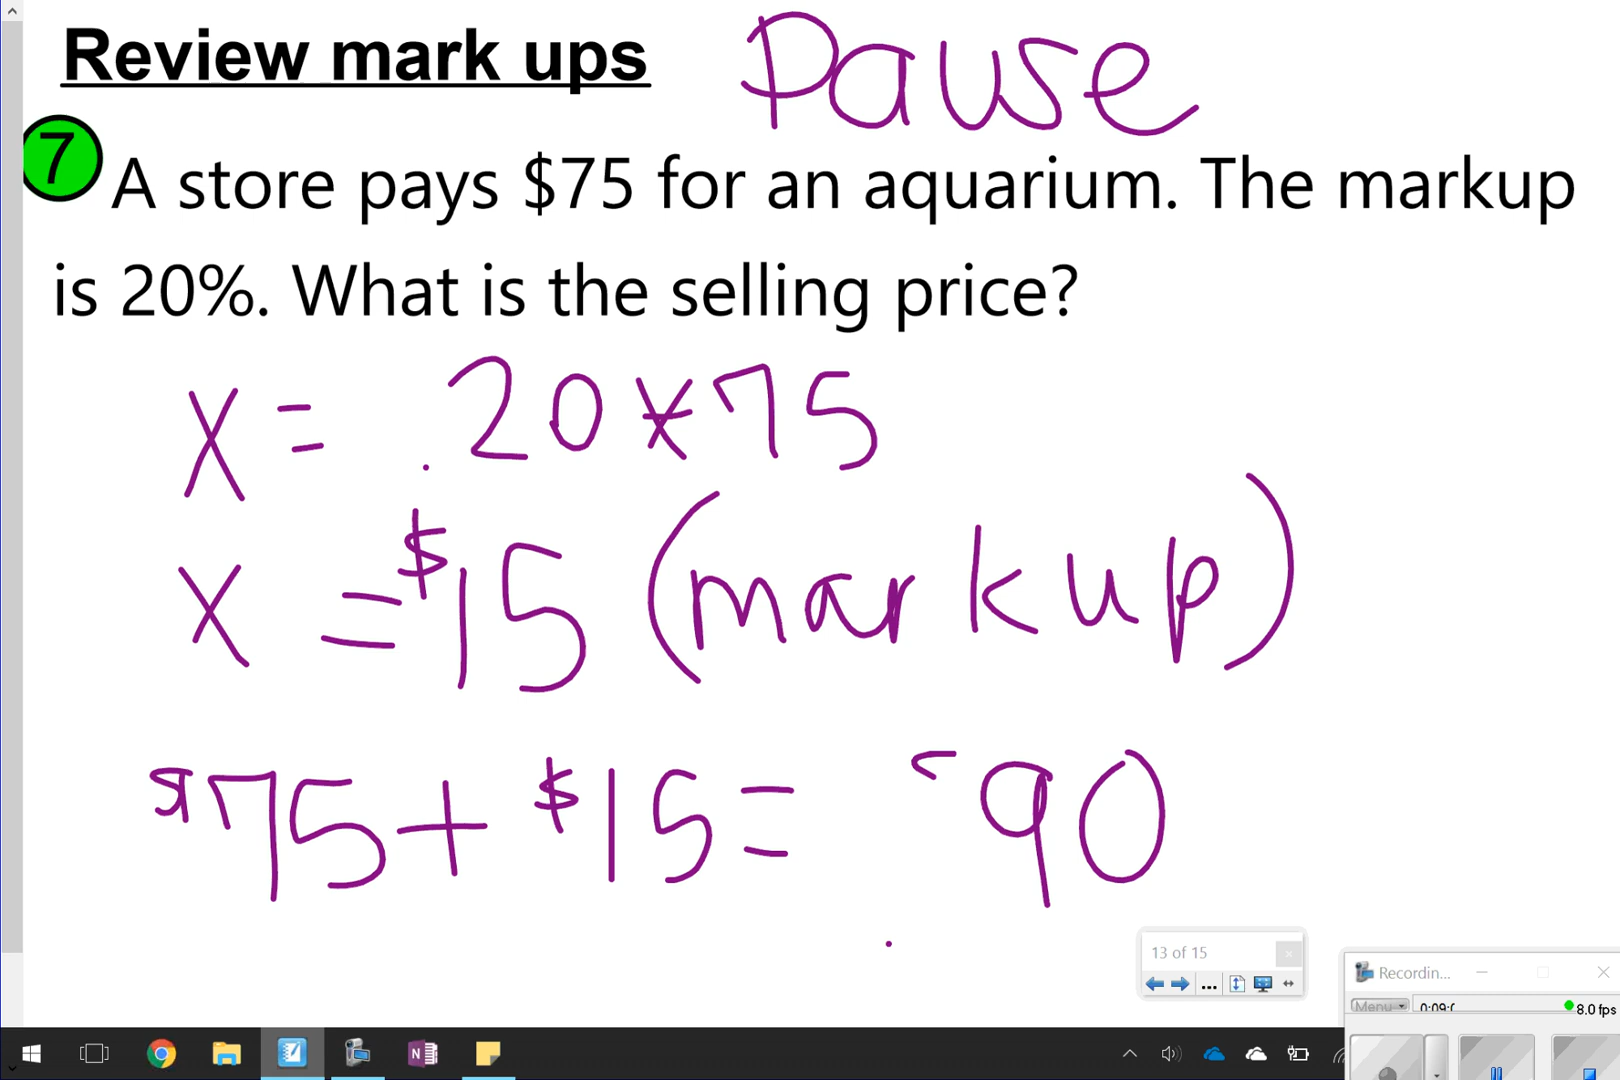 Review mark ups Pause
7 A store pays $75 for an aquarium. The markup
is 20%. What is the selling price?
x = .20*75
x = $15 (markup)
$75 + $15 = 90
13 of 15
...
Recordin...
Menu
8.0 fps